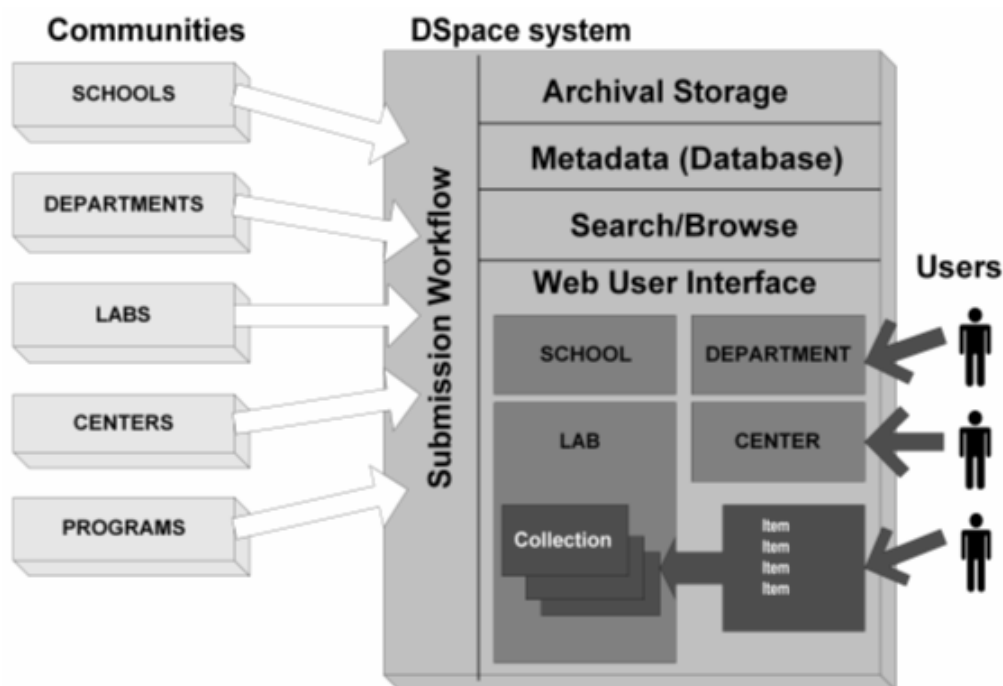 Communities
DSpace system
SCHOOLS
DEPARTMENTS
LABS
CENTERS
PROGRAMS
Submission Workflow
Archival Storage
Metadata (Database)
Search/Browse
Web User Interface
SCHOOL
DEPARTMENT
LAB
CENTER
Collection
Item
Item
Item
Item
Users